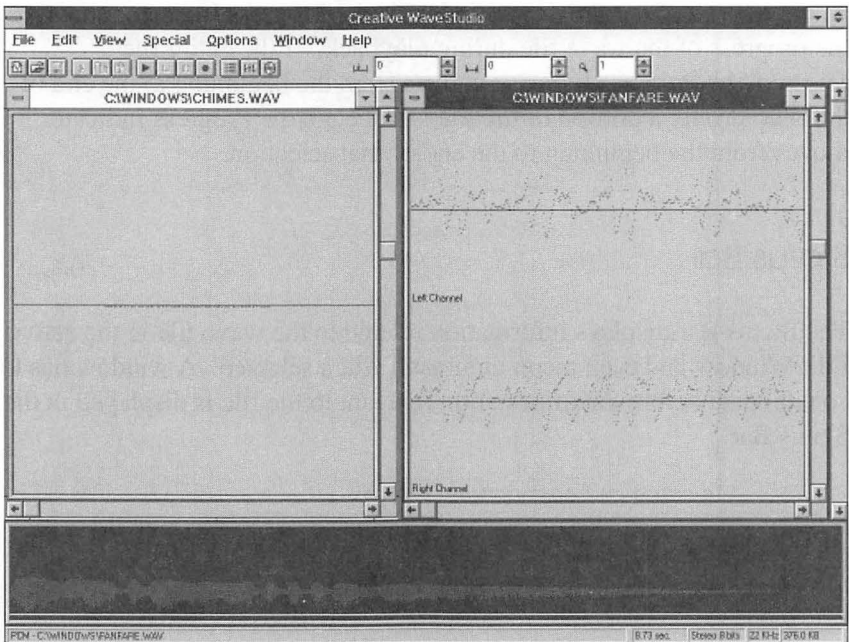 Creative WaveStudio
File Edit View Special Options Window Help
0 0 1
C:\WINDOWS\CHIMES.WAV
C:\WINDOWS\FANFARE.WAV
Left Channel
Right Channel
PCM - C:\WINDOWS\FANFARE.WAV 8.73 sec. Stereo 8 bits 22 KHz 376.0 KB